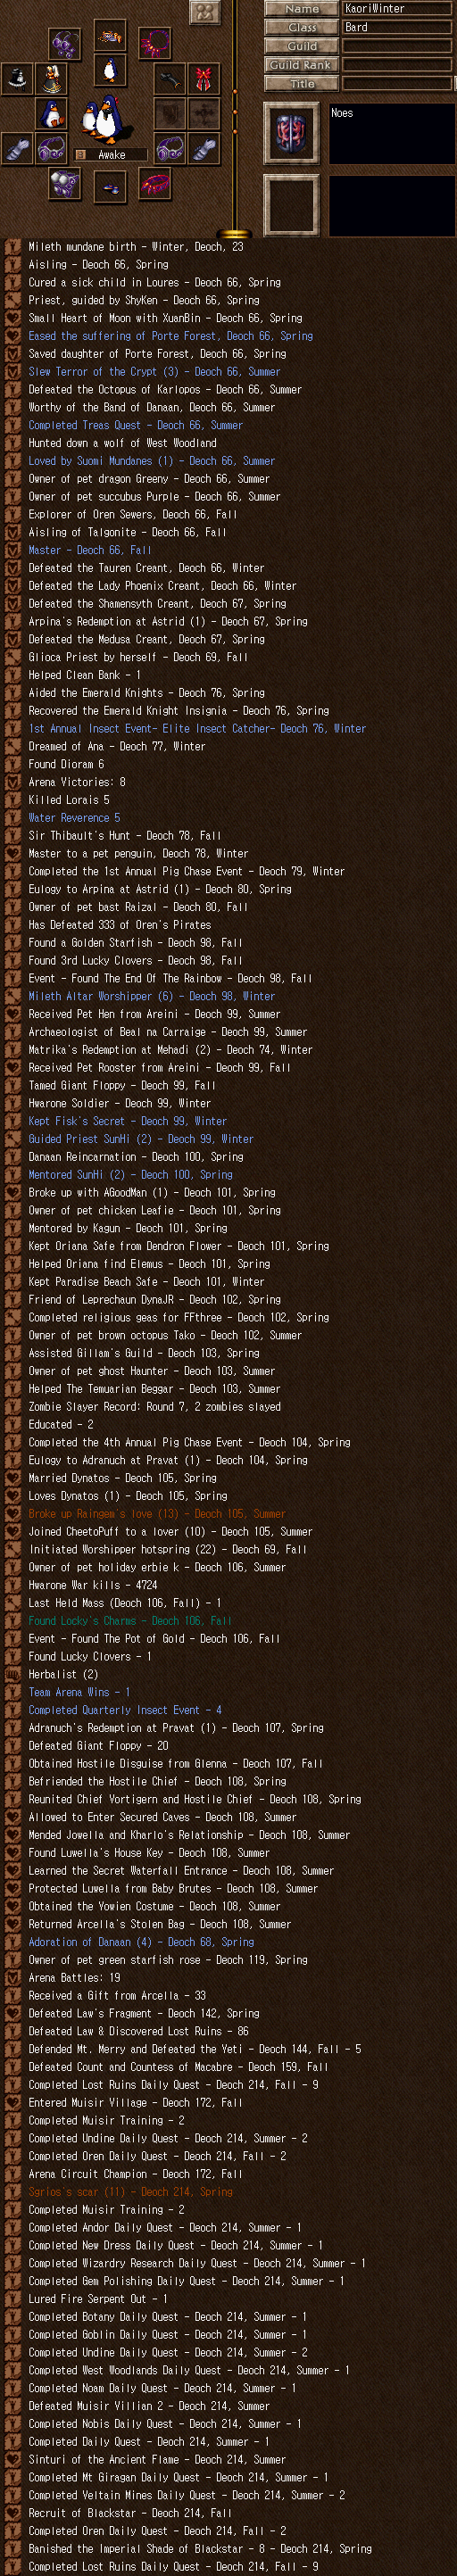 Name KaoriWinter
Class Bard
Guild
Guild Rank
Title
Awake
Noes
Mileth mundane birth - Winter, Deoch, 23
Aisling - Deoch 66, Spring
Cured a sick child in Loures - Deoch 66, Spring
Priest, guided by ShyKen - Deoch 66, Spring
Small Heart of Moon with XuanBin - Deoch 66, Spring
Eased the suffering of Porte Forest, Deoch 66, Spring
Saved daughter of Porte Forest, Deoch 66, Spring
Slew Terror of the Crypt (3) - Deoch 66, Summer
Defeated the Octopus of Karlopos - Deoch 66, Summer
Worthy of the Band of Danaan, Deoch 66, Summer
Completed Treas Quest - Deoch 66, Summer
Hunted down a wolf of West Woodland
Loved by Suomi Mundanes (1) - Deoch 66, Summer
Owner of pet dragon Greeny - Deoch 66, Summer
Owner of pet succubus Purple - Deoch 66, Summer
Explorer of Oren Sewers, Deoch 66, Fall
Aisling of Talgonite - Deoch 66, Fall
Master - Deoch 66, Fall
Defeated the Tauren Creant, Deoch 66, Winter
Defeated the Lady Phoenix Creant, Deoch 66, Winter
Defeated the Shamensyth Creant, Deoch 67, Spring
Arpina's Redemption at Astrid (1) - Deoch 67, Spring
Defeated the Medusa Creant, Deoch 67, Spring
Glioca Priest by herself - Deoch 69, Fall
Helped Clean Bank - 1
Aided the Emerald Knights - Deoch 76, Spring
Recovered the Emerald Knight Insignia - Deoch 76, Spring
1st Annual Insect Event- Elite Insect Catcher- Deoch 76, Winter
Dreamed of Ana - Deoch 77, Winter
Found Dioram 6
Arena Victories: 8
Killed Lorais 5
Water Reverence 5
Sir Thibault's Hunt - Deoch 78, Fall
Master to a pet penguin, Deoch 78, Winter
Completed the 1st Annual Pig Chase Event - Deoch 79, Winter
Eulogy to Arpina at Astrid (1) - Deoch 80, Spring
Owner of pet bast Raizal - Deoch 80, Fall
Has Defeated 333 of Oren's Pirates
Found a Golden Starfish - Deoch 98, Fall
Found 3rd Lucky Clovers - Deoch 98, Fall
Event - Found The End Of The Rainbow - Deoch 98, Fall
Mileth Altar Worshipper (6) - Deoch 98, Winter
Received Pet Hen from Areini - Deoch 99, Summer
Archaeologist of Beal na Carraige - Deoch 99, Summer
Matrika's Redemption at Mehadi (2) - Deoch 74, Winter
Received Pet Rooster from Areini - Deoch 99, Fall
Tamed Giant Floppy - Deoch 99, Fall
Hwarone Soldier - Deoch 99, Winter
Kept Fisk's Secret - Deoch 99, Winter
Guided Priest SunHi (2) - Deoch 99, Winter
Danaan Reincarnation - Deoch 100, Spring
Mentored SunHi (2) - Deoch 100, Spring
Broke up with AGoodMan (1) - Deoch 101, Spring
Owner of pet chicken Leafie - Deoch 101, Spring
Mentored by Kagun - Deoch 101, Spring
Kept Oriana Safe from Dendron Flower - Deoch 101, Spring
Helped Oriana find Elemus - Deoch 101, Spring
Kept Paradise Beach Safe - Deoch 101, Winter
Friend of Leprechaun DynaJR - Deoch 102, Spring
Completed religious geas for FFthree - Deoch 102, Spring
Owner of pet brown octopus Tako - Deoch 102, Summer
Assisted Gillam's Guild - Deoch 103, Spring
Owner of pet ghost Haunter - Deoch 103, Summer
Helped The Temuarian Beggar - Deoch 103, Summer
Zombie Slayer Record: Round 7, 2 zombies slayed
Educated - 2
Completed the 4th Annual Pig Chase Event - Deoch 104, Spring
Eulogy to Adranuch at Pravat (1) - Deoch 104, Spring
Married Dynatos - Deoch 105, Spring
Loves Dynatos (1) - Deoch 105, Spring
Broke up Raingem's love (13) - Deoch 105, Summer
Joined CheetoPuff to a lover (10) - Deoch 105, Summer
Initiated Worshipper hotspring (22) - Deoch 69, Fall
Owner of pet holiday erbie k - Deoch 106, Summer
Hwarone War kills - 4724
Last Held Mass (Deoch 106, Fall) - 1
Found Locky's Charms - Deoch 106, Fall
Event - Found The Pot of Gold - Deoch 106, Fall
Found Lucky Clovers - 1
Herbalist (2)
Team Arena Wins - 1
Completed Quarterly Insect Event - 4
Adranuch's Redemption at Pravat (1) - Deoch 107, Spring
Defeated Giant Floppy - 20
Obtained Hostile Disguise from Glenna - Deoch 107, Fall
Befriended the Hostile Chief - Deoch 108, Spring
Reunited Chief Vortigern and Hostile Chief - Deoch 108, Spring
Allowed to Enter Secured Caves - Deoch 108, Summer
Mended Jowella and Kharlo's Relationship - Deoch 108, Summer
Found Luwella's House Key - Deoch 108, Summer
Learned the Secret Waterfall Entrance - Deoch 108, Summer
Protected Luwella from Baby Brutes - Deoch 108, Summer
Obtained the Yowien Costume - Deoch 108, Summer
Returned Arcella's Stolen Bag - Deoch 108, Summer
Adoration of Danaan (4) - Deoch 68, Spring
Owner of pet green starfish rose - Deoch 119, Spring
Arena Battles: 19
Received a Gift from Arcella - 33
Defeated Law's Fragment - Deoch 142, Spring
Defeated Law & Discovered Lost Ruins - 86
Defended Mt. Merry and Defeated the Yeti - Deoch 144, Fall - 5
Defeated Count and Countess of Macabre - Deoch 159, Fall
Completed Lost Ruins Daily Quest - Deoch 214, Fall - 9
Entered Muisir Village - Deoch 172, Fall
Completed Muisir Training - 2
Completed Undine Daily Quest - Deoch 214, Summer - 2
Completed Oren Daily Quest - Deoch 214, Fall - 2
Arena Circuit Champion - Deoch 172, Fall
Sgrios's scar (11) - Deoch 214, Spring
Completed Muisir Training - 2
Completed Andor Daily Quest - Deoch 214, Summer - 1
Completed New Dress Daily Quest - Deoch 214, Summer - 1
Completed Wizardry Research Daily Quest - Deoch 214, Summer - 1
Completed Gem Polishing Daily Quest - Deoch 214, Summer - 1
Lured Fire Serpent Out - 1
Completed Botany Daily Quest - Deoch 214, Summer - 1
Completed Goblin Daily Quest - Deoch 214, Summer - 1
Completed Undine Daily Quest - Deoch 214, Summer - 2
Completed West Woodlands Daily Quest - Deoch 214, Summer - 1
Completed Noam Daily Quest - Deoch 214, Summer - 1
Defeated Muisir Villian 2 - Deoch 214, Summer
Completed Nobis Daily Quest - Deoch 214, Summer - 1
Completed Daily Quest - Deoch 214, Summer - 1
Sinturi of the Ancient Flame - Deoch 214, Summer
Completed Mt Giragan Daily Quest - Deoch 214, Summer - 1
Completed Veltain Mines Daily Quest - Deoch 214, Summer - 2
Recruit of Blackstar - Deoch 214, Fall
Completed Oren Daily Quest - Deoch 214, Fall - 2
Banished the Imperial Shade of Blackstar - 8 - Deoch 214, Spring
Completed Lost Ruins Daily Quest - Deoch 214, Fall - 9